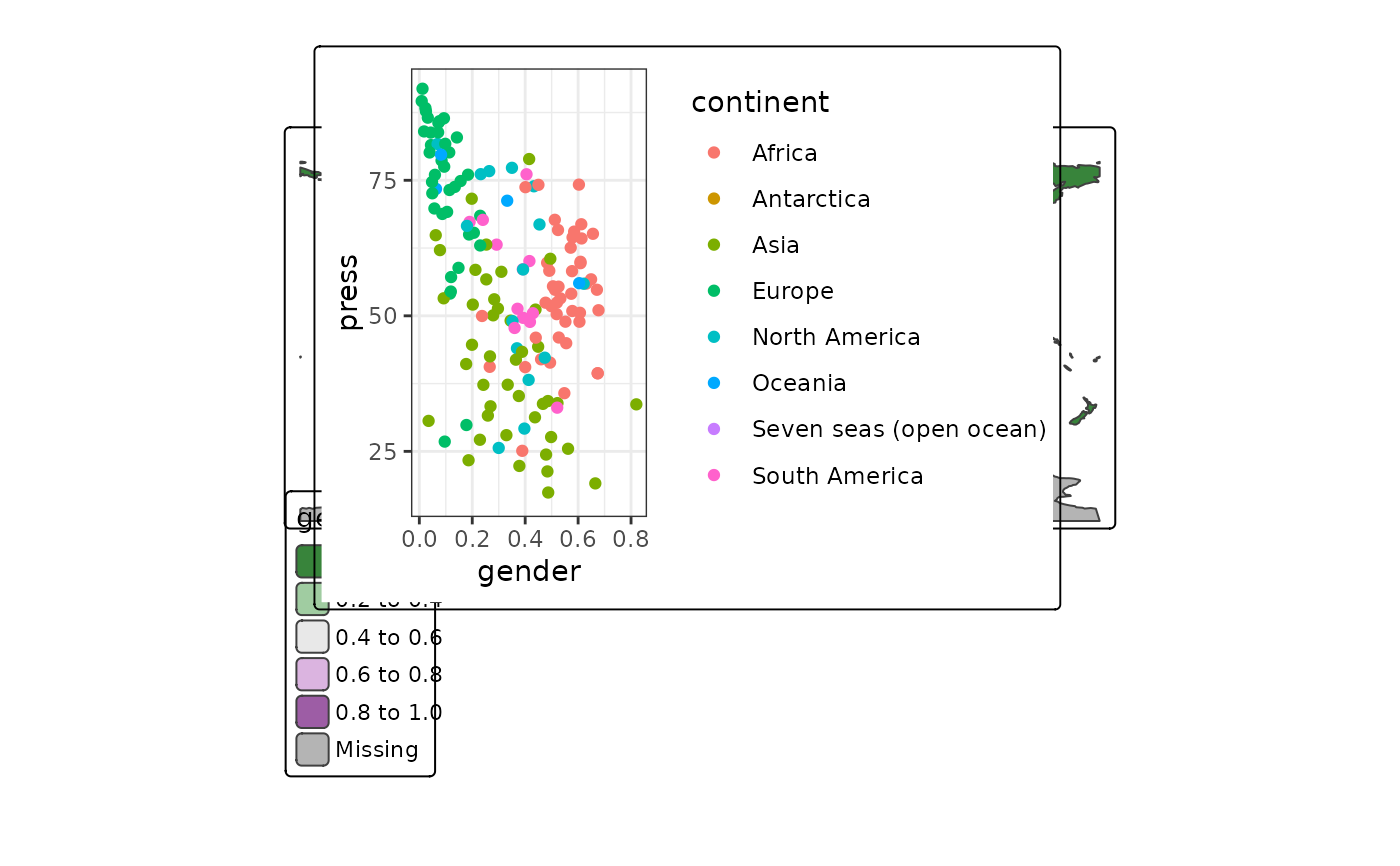 press
75
50
25
0.0 0.2 0.4 0.6 0.8
gender
continent
Africa
Antarctica
Asia
Europe
North America
Oceania
Seven seas (open ocean)
South America
0.4 to 0.6
0.6 to 0.8
0.8 to 1.0
Missing